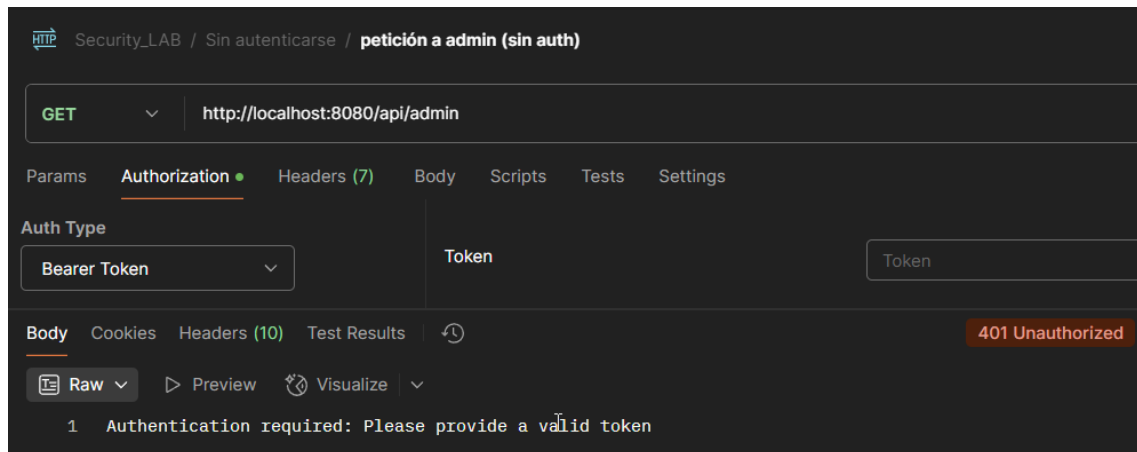 HTTP Security_LAB / Sin autenticarse / petición a admin (sin auth)
GET http://localhost:8080/api/admin
Params Authorization Headers (7) Body Scripts Tests Settings
Auth Type
Bearer Token
Token
Token
Body Cookies Headers (10) Test Results
401 Unauthorized
Raw Preview Visualize
1 Authentication required: Please provide a valid token